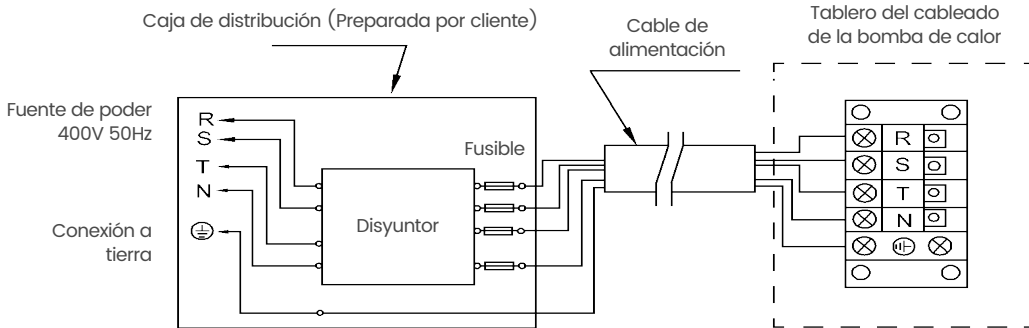 Caja de distribución (Preparada por cliente)
Cable de
alimentación
Tablero del cableado
de la bomba de calor
Fuente de poder
400V 50Hz
R
S
T
N
Conexión a
tierra
Disyuntor
Fusible
R
S
T
N